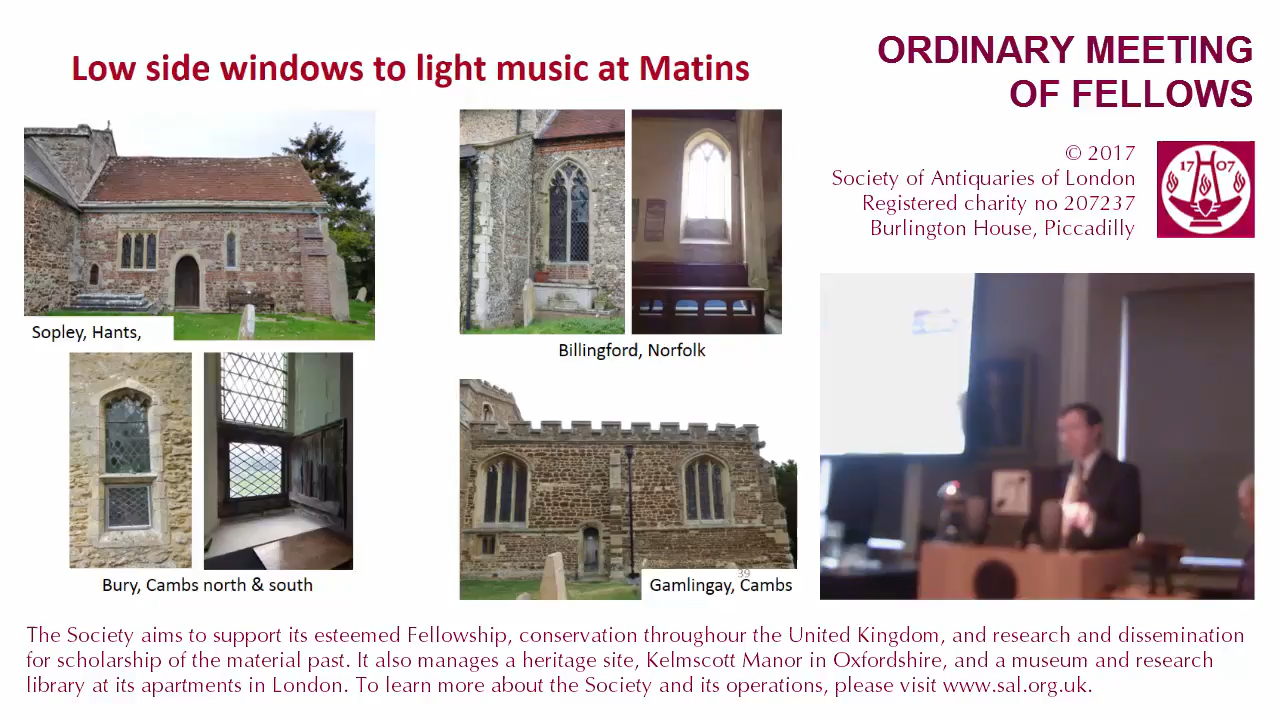 Low side windows to light music at Matins
Sopley, Hants,
Billingford, Norfolk
Bury, Cambs north & south
39
Gamlingay, Cambs
ORDINARY MEETING
OF FELLOWS
© 2017
Society of Antiquaries of London
Registered charity no 207237
Burlington House, Piccadilly
17 07
The Society aims to support its esteemed Fellowship, conservation throughour the United Kingdom, and research and dissemination
for scholarship of the material past. It also manages a heritage site, Kelmscott Manor in Oxfordshire, and a museum and research
library at its apartments in London. To learn more about the Society and its operations, please visit www.sal.org.uk.